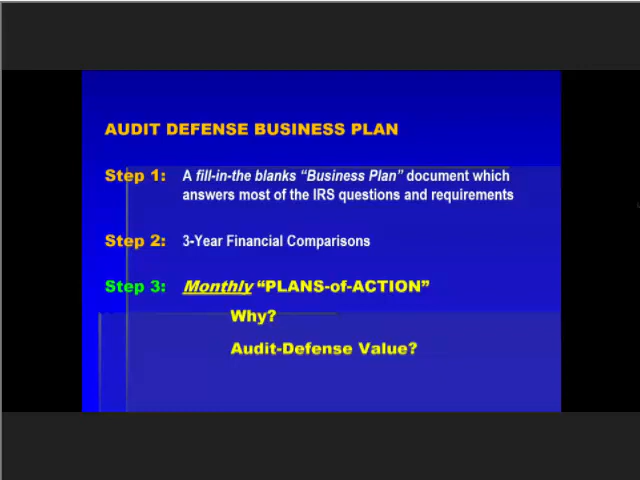 AUDIT DEFENSE BUSINESS PLAN
Step 1: A fill-in-the blanks “Business Plan” document which
answers most of the IRS questions and requirements
Step 2: 3-Year Financial Comparisons
Step 3: Monthly “PLANS-of-ACTION”
Why?
Audit-Defense Value?